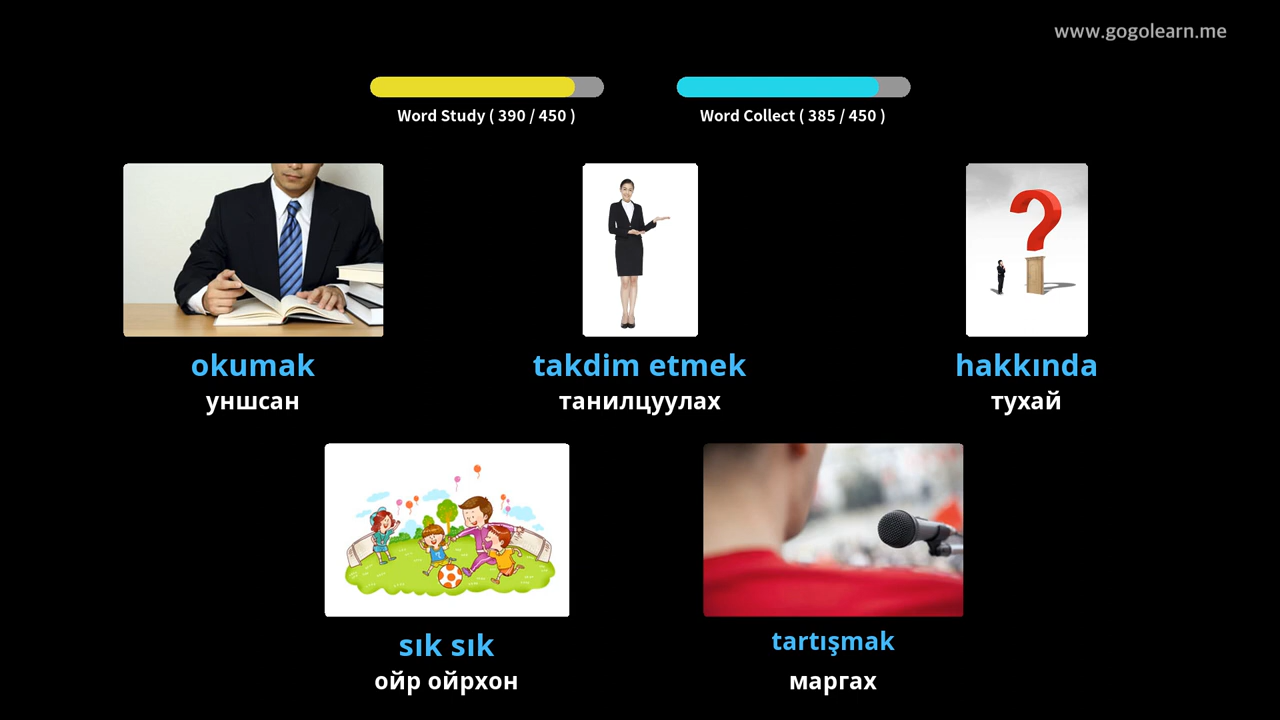 www.gogolearn.me
Word Study ( 390 / 450 )
Word Collect ( 385 / 450 )
okumak
уншсан
takdim etmek
танилцуулах
hakkında
тухай
sık sık
ойр ойрхон
tartışmak
маргах